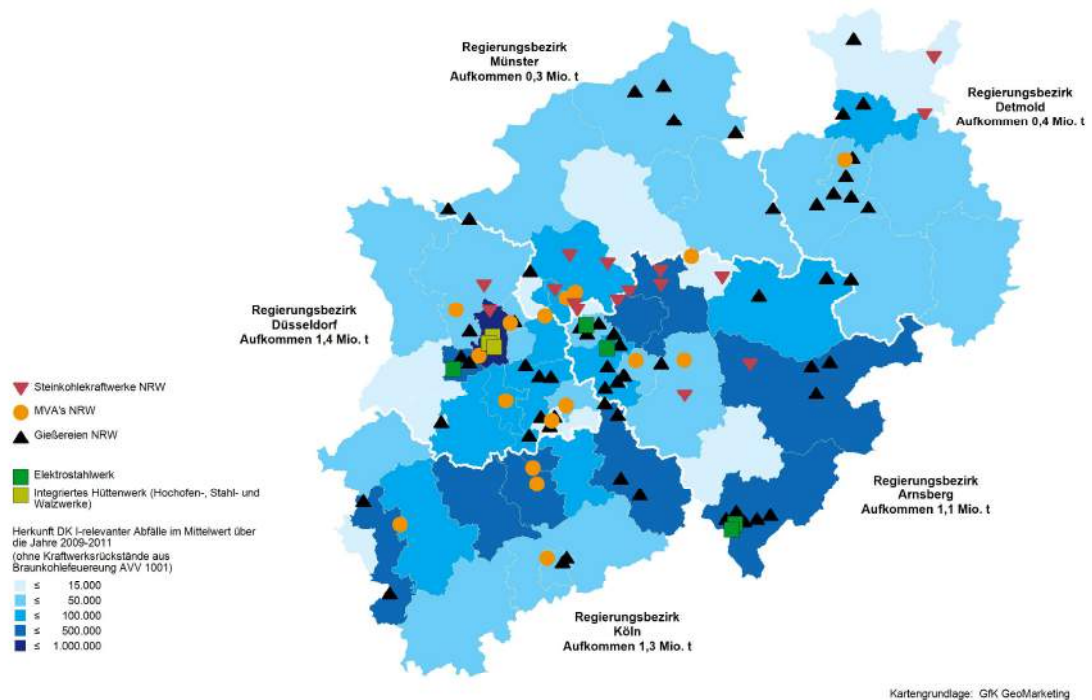 Regierungsbezirk
Münster
Aufkommen 0,3 Mio. t
Regierungsbezirk
Detmold
Aufkommen 0,4 Mio. t
Regierungsbezirk
Düsseldorf
Aufkommen 1,4 Mio. t
Steinkohlekraftwerke NRW
MVA's NRW
Gießereien NRW
Elektrostahlwerk
Integriertes Hüttenwerk (Hochofen-, Stahl- und
Walzwerke)
Regierungsbezirk
Arnsberg
Aufkommen 1,1 Mio. t
Herkunft DK I-relevanter Abfälle im Mittelwert über
die Jahre 2009-2011
(ohne Kraftwerksrückstände aus
Braunkohlefeuereung AVV 1001)
≤ 15.000
≤ 50.000
≤ 100.000
≤ 500.000
≤ 1.000.000
Regierungsbezirk
Köln
Aufkommen 1,3 Mio. t
Kartengrundlage: GfK GeoMarketing